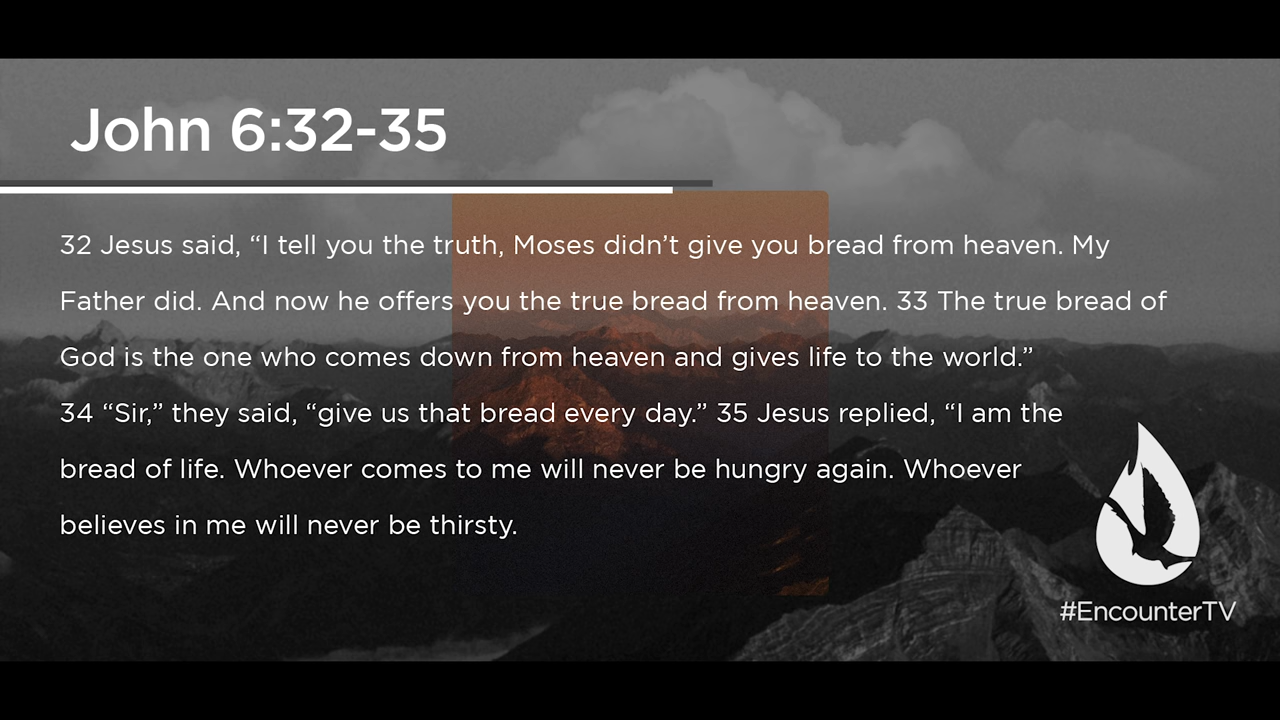 John 6:32-35
32 Jesus said, “I tell you the truth, Moses didn’t give you bread from heaven. My
Father did. And now he offers you the true bread from heaven. 33 The true bread of
God is the one who comes down from heaven and gives life to the world.”
34 “Sir,” they said, “give us that bread every day.” 35 Jesus replied, “I am the
bread of life. Whoever comes to me will never be hungry again. Whoever
believes in me will never be thirsty.
#EncounterTV